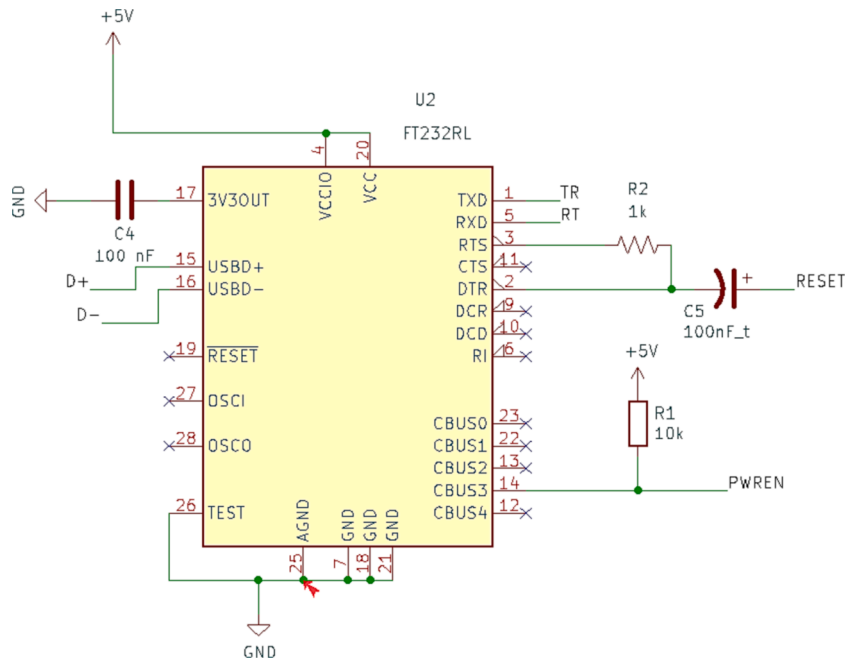 +5V
U2
FT232RL
4
20
VCCIO
VCC
GND
17
3V3OUT
C4
100 nF
TXD
1
TR
RXD
5
RT
RTS
3
R2
1k
D+
15
USBD+
CTS
11
16
USBD-
DTR
2
D-
DCR
9
C5
100nF_t
+
RESET
DCD
10
19
RESET
RI
6
+5V
27
OSCI
CBUS0
23
R1
10k
28
OSCO
CBUS1
22
CBUS2
13
CBUS3
14
PWREN
26
TEST
CBUS4
12
AGND
GND
GND
GND
25
7
18
21
GND